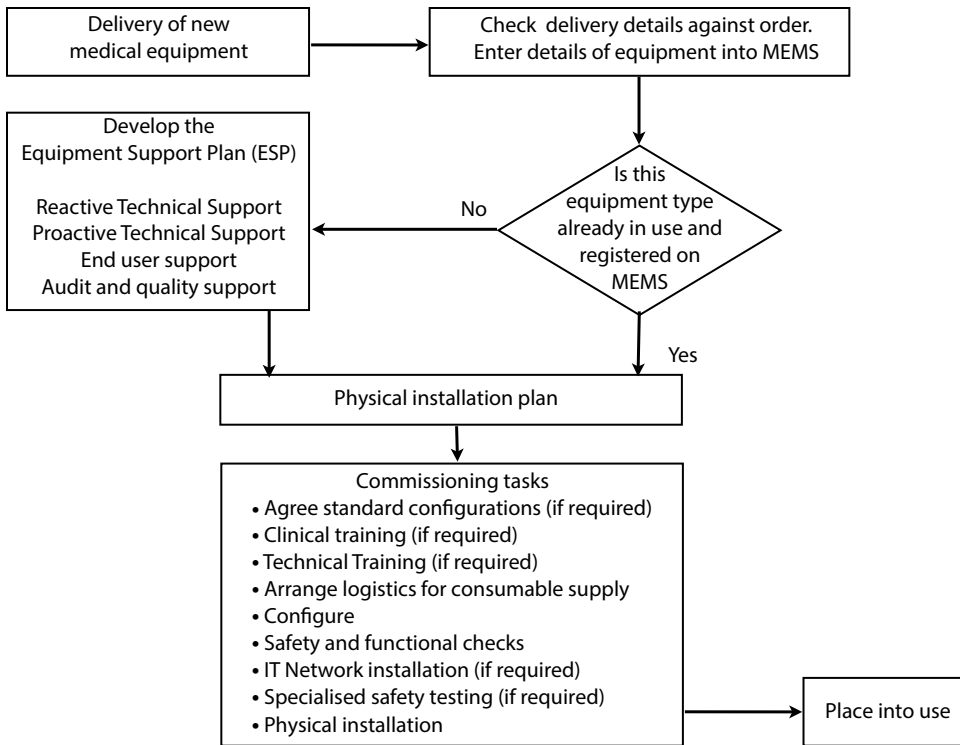 Delivery of new
medical equipment
Check delivery details against order.
Enter details of equipment into MEMS
Develop the
Equipment Support Plan (ESP)
Reactive Technical Support
Proactive Technical Support
End user support
Audit and quality support
No
Is this
equipment type
already in use and
registered on
MEMS
Yes
Physical installation plan
Commissioning tasks
• Agree standard configurations (if required)
• Clinical training (if required)
• Technical Training (if required)
• Arrange logistics for consumable supply
• Configure
• Safety and functional checks
• IT Network installation (if required)
• Specialised safety testing (if required)
• Physical installation
Place into use